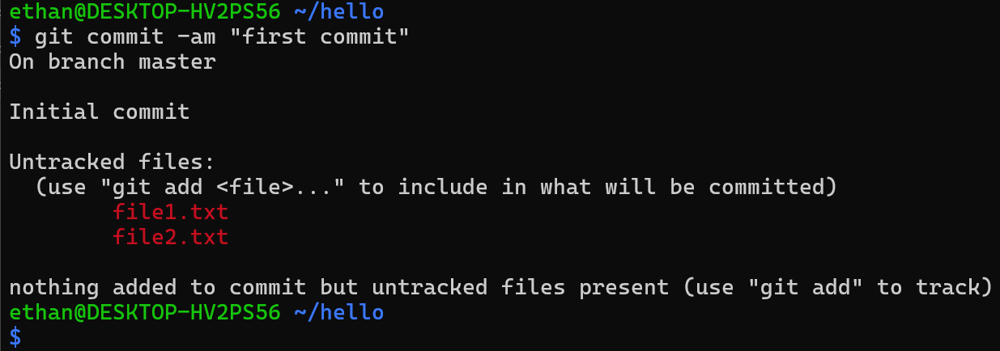 ethan@DESKTOP-HV2PS56 ~/hello
$ git commit -am "first commit"
On branch master
Initial commit
Untracked files:
  (use "git add <file>..." to include in what will be committed)
        file1.txt
        file2.txt
nothing added to commit but untracked files present (use "git add" to track)
ethan@DESKTOP-HV2PS56 ~/hello
$